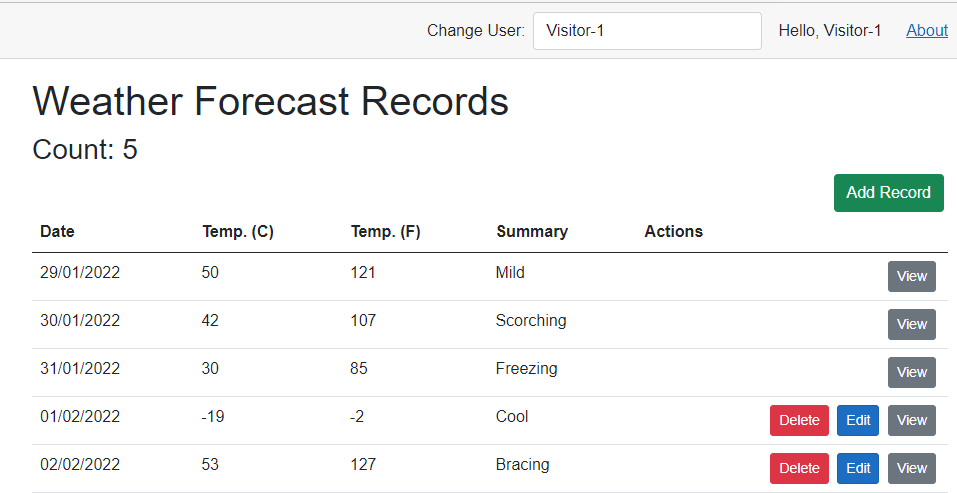 Change User: Visitor-1 Hello, Visitor-1 About
Weather Forecast Records
Count: 5
Add Record
Date Temp. (C) Temp. (F) Summary Actions
29/01/2022 50 121 Mild View
30/01/2022 42 107 Scorching View
31/01/2022 30 85 Freezing View
01/02/2022 -19 -2 Cool Delete Edit View
02/02/2022 53 127 Bracing Delete Edit View